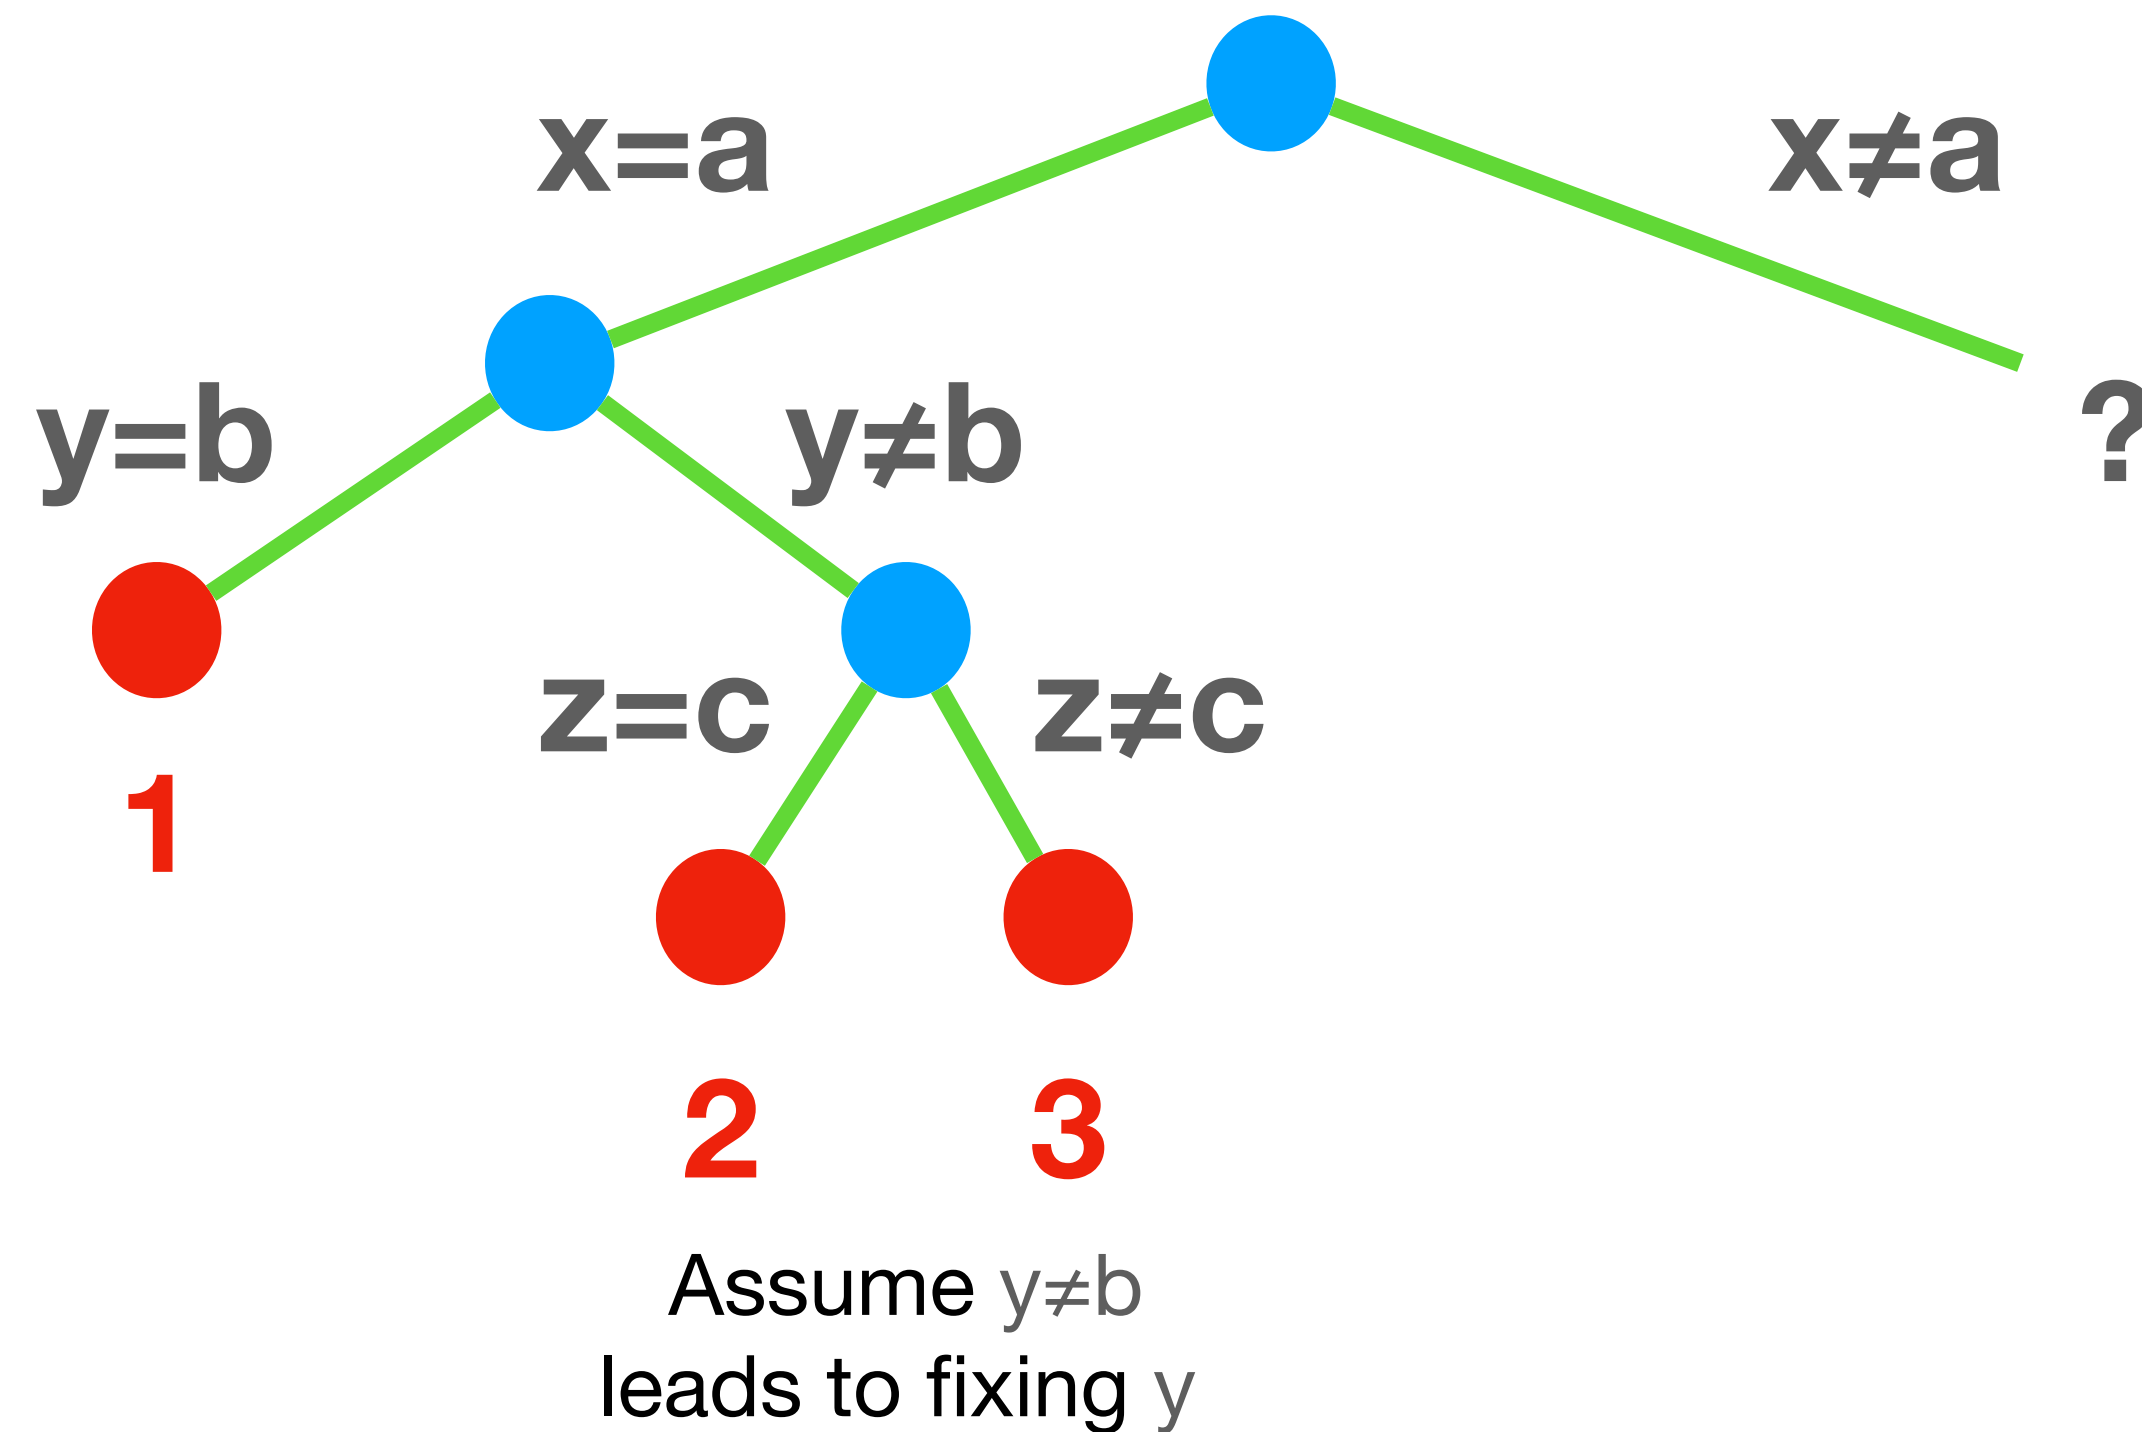 x=a
x≠a
y=b
y≠b
?
z=c
z≠c
1
2
3
Assume y≠b
leads to fixing y